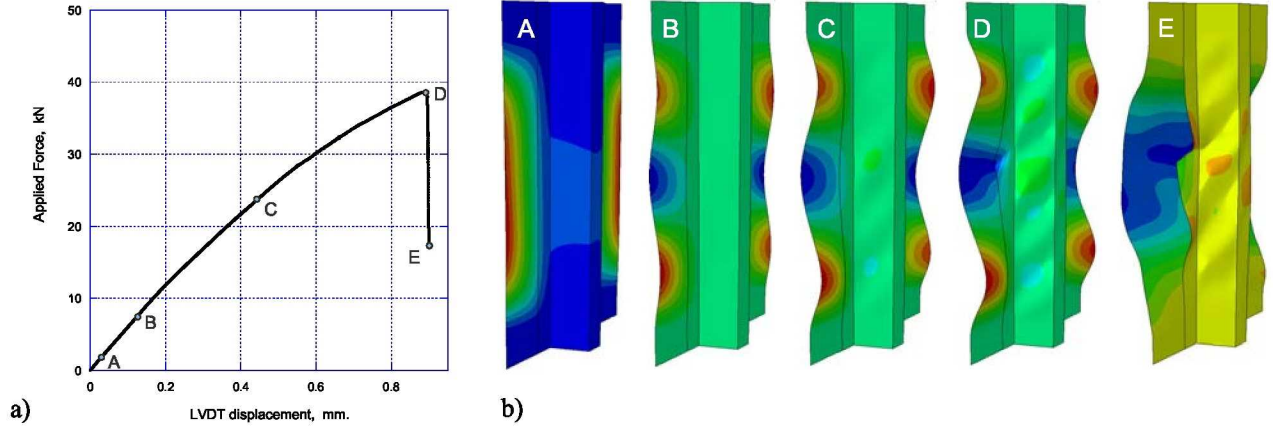 50
40
30
20
10
0
Applied Force, kN
A
B
C
D
E
0
0.2
0.4
0.6
0.8
LVDT displacement, mm.
a)
A
B
C
D
E
b)